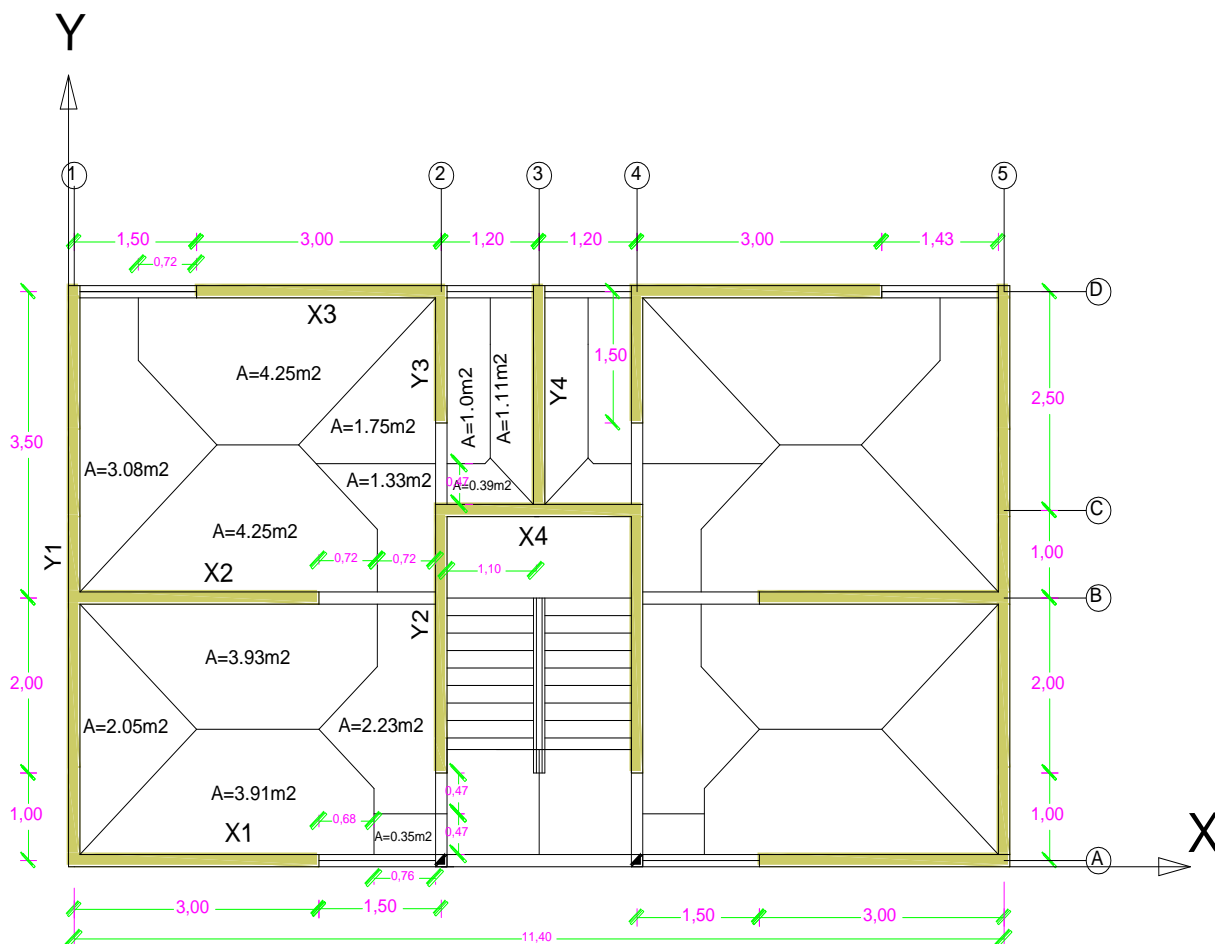 Y
1
2
3
4
5
1,50
3,00
1,20
1,20
3,00
1,43
0,72
D
X3
1,50
A=4.25m2
Y3
A=1.0m2
A=1.11m2
Y4
2,50
3,50
A=1.75m2
A=3.08m2
A=1.33m2
0,47
A=0.39m2
C
A=4.25m2
X4
Y1
X2
0,72
0,72
1,10
1,00
B
Y2
A=3.93m2
2,00
2,00
A=2.05m2
A=2.23m2
0,47
A=3.91m2
1,00
1,00
X1
0,68
A=0.35m2
0,47
X
A
0,76
3,00
1,50
1,50
3,00
11,40